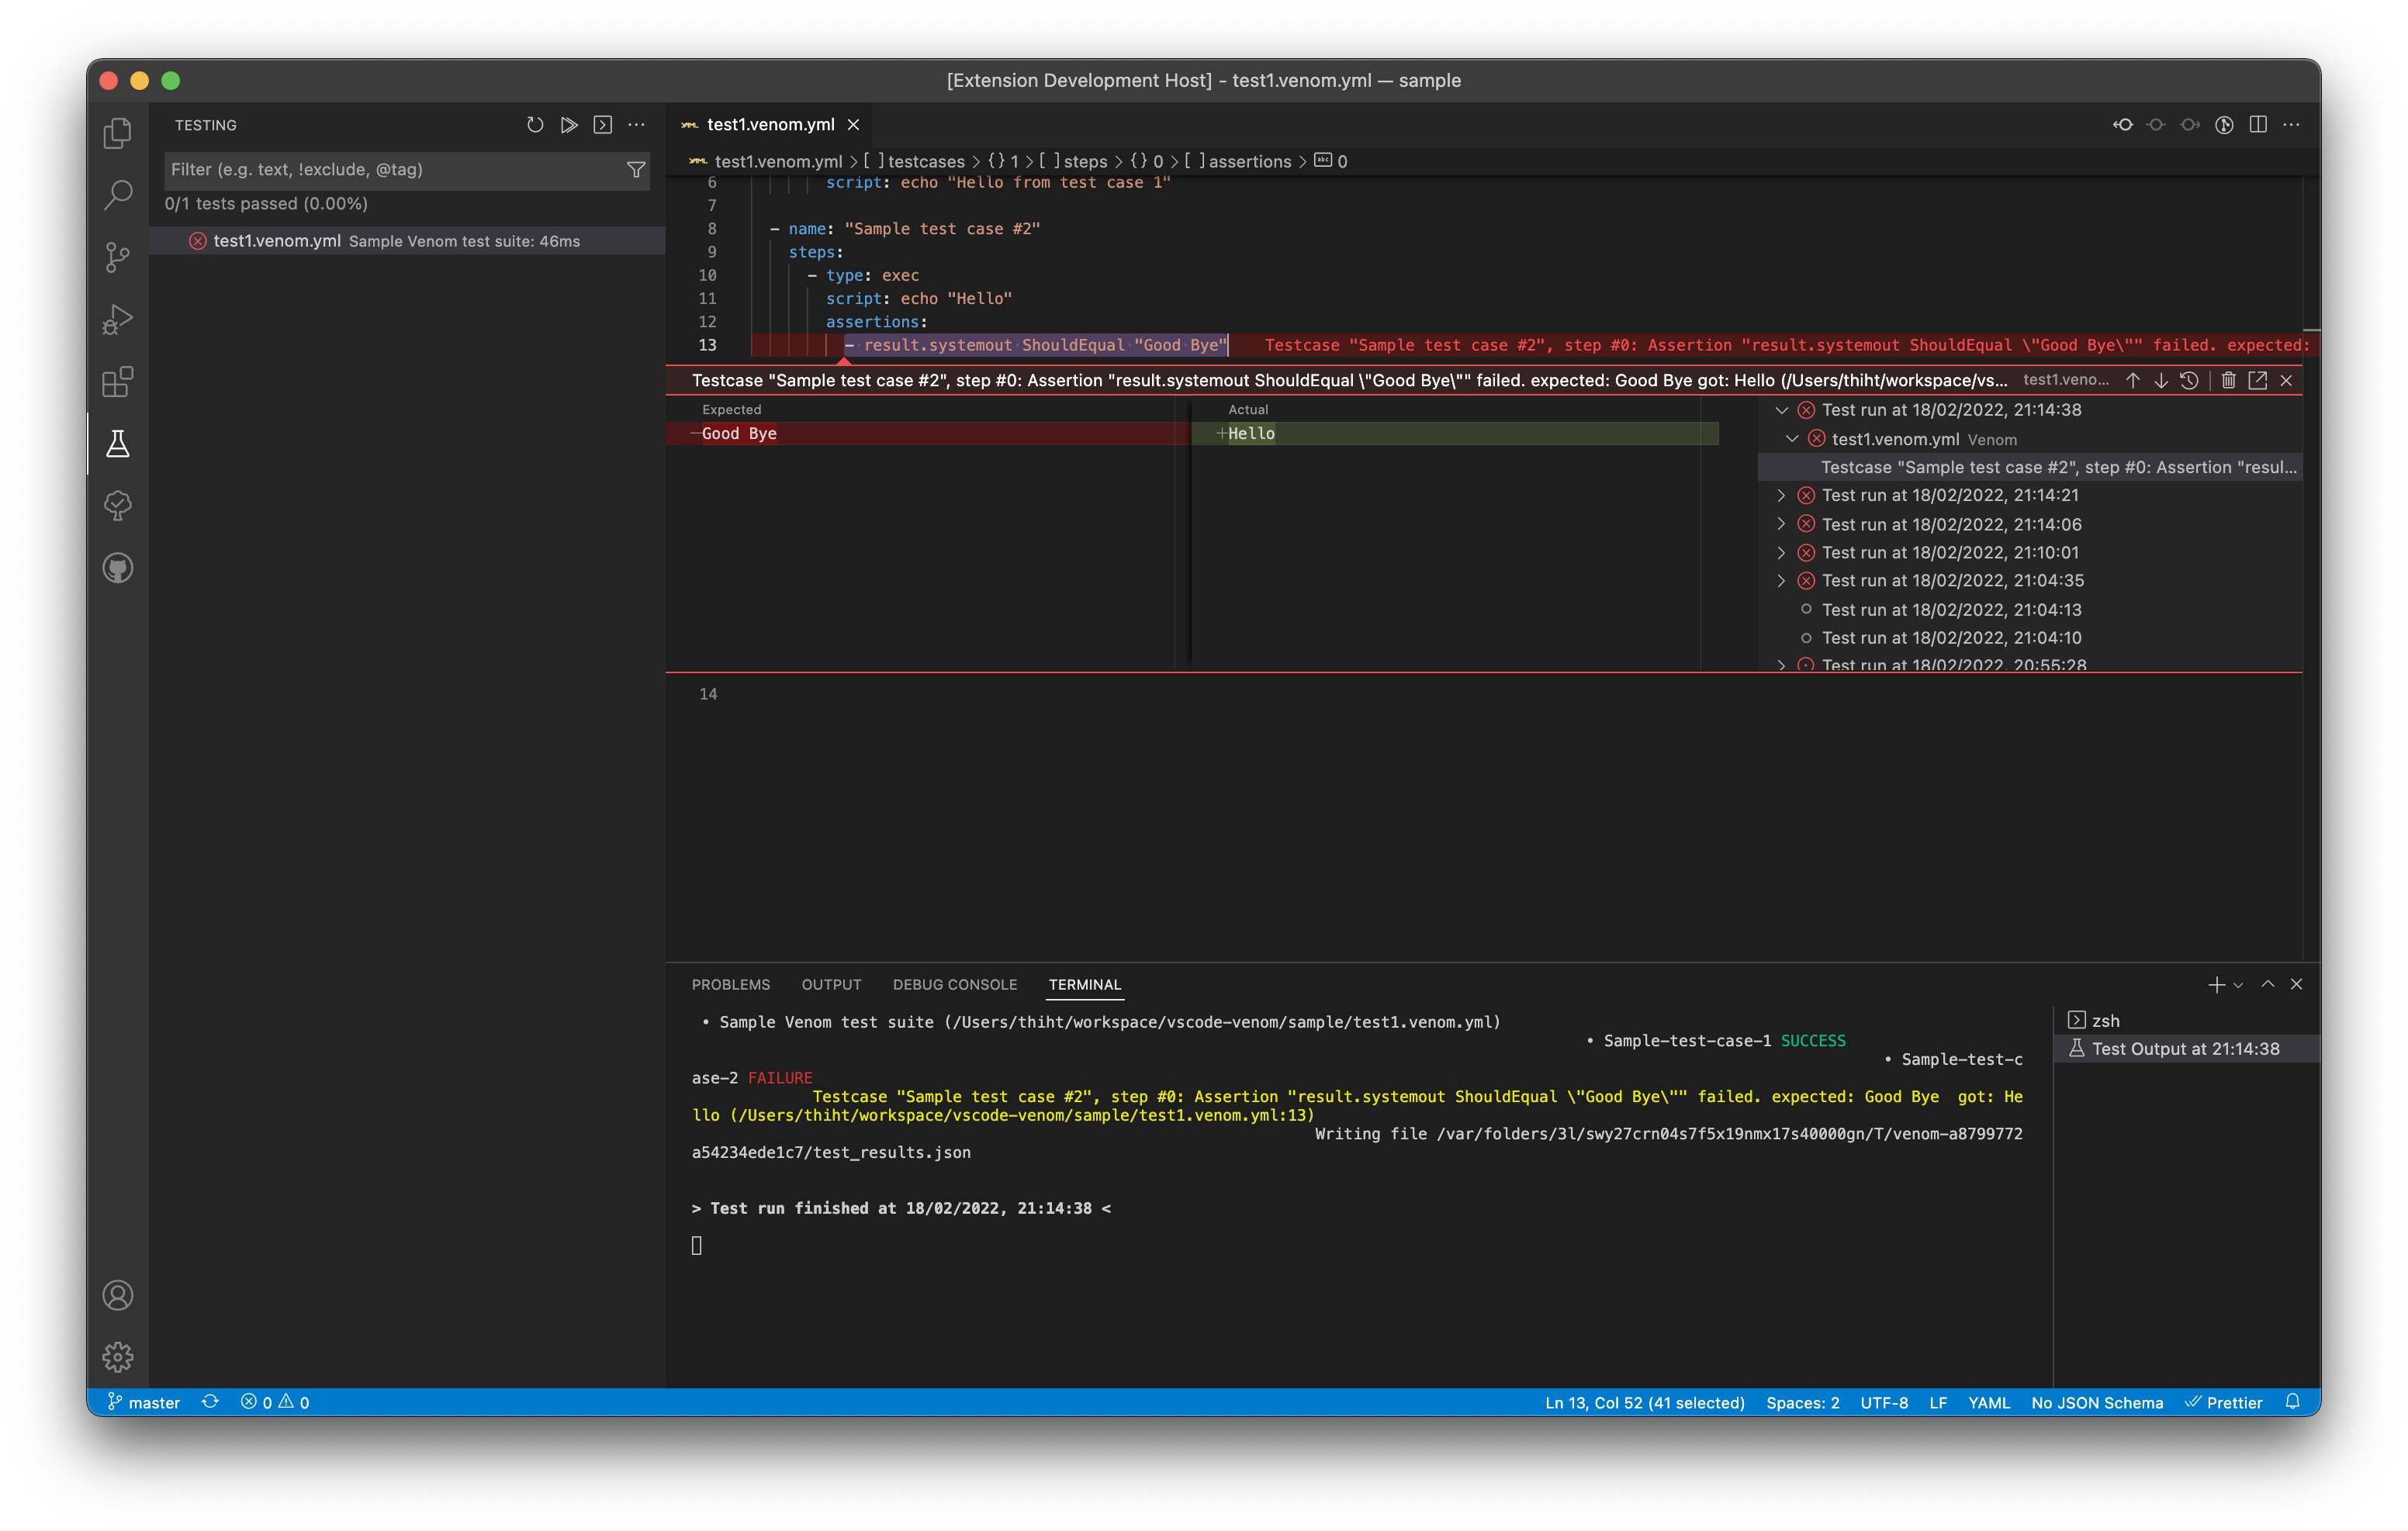 [Extension Development Host] - test1.venom.yml — sample
TESTING
Filter (e.g. text, !exclude, @tag)
0/1 tests passed (0.00%)
test1.venom.yml Sample Venom test suite: 46ms
test1.venom.yml
test1.venom.yml > [ ] testcases > {} 1 > [ ] steps > {} 0 > [ ] assertions > abc 0
6 script: echo "Hello from test case 1"
7
8 - name: "Sample test case #2"
9 steps:
10 - type: exec
11 script: echo "Hello"
12 assertions:
13 - result.systemout ShouldEqual "Good Bye" Testcase "Sample test case #2", step #0: Assertion "result.systemout ShouldEqual \"Good Bye\"" failed. expected:
Testcase "Sample test case #2", step #0: Assertion "result.systemout ShouldEqual \"Good Bye\"" failed. expected: Good Bye got: Hello (/Users/thiht/workspace/vs... test1.veno...
Expected
Actual
—Good Bye
+Hello
Test run at 18/02/2022, 21:14:38
test1.venom.yml Venom
Testcase "Sample test case #2", step #0: Assertion "resul...
Test run at 18/02/2022, 21:14:21
Test run at 18/02/2022, 21:14:06
Test run at 18/02/2022, 21:10:01
Test run at 18/02/2022, 21:04:35
Test run at 18/02/2022, 21:04:13
Test run at 18/02/2022, 21:04:10
Test run at 18/02/2022, 20:55:28
14
PROBLEMS OUTPUT DEBUG CONSOLE TERMINAL
• Sample Venom test suite (/Users/thiht/workspace/vscode-venom/sample/test1.venom.yml)
• Sample-test-case-1 SUCCESS
• Sample-test-c
ase-2 FAILURE
Testcase "Sample test case #2", step #0: Assertion "result.systemout ShouldEqual \"Good Bye\"" failed. expected: Good Bye  got: He
llo (/Users/thiht/workspace/vscode-venom/sample/test1.venom.yml:13)
Writing file /var/folders/3l/swy27crn04s7f5x19nmx17s40000gn/T/venom-a8799772
a54234ede1c7/test_results.json
> Test run finished at 18/02/2022, 21:14:38 <
zsh
Test Output at 21:14:38
master 0 0
Ln 13, Col 52 (41 selected) Spaces: 2 UTF-8 LF YAML No JSON Schema Prettier